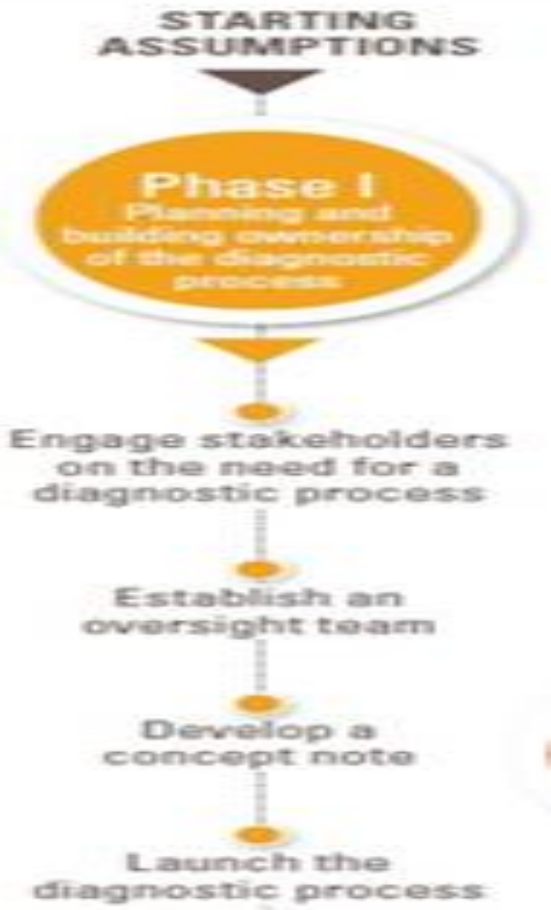 STARTING
ASSUMPTIONS
Phase I
Planning and
building ownership
of the diagnostic
process
Engage stakeholders
on the need for a
diagnostic process
Establish an
oversight team
Develop a
concept note
Launch the
diagnostic process